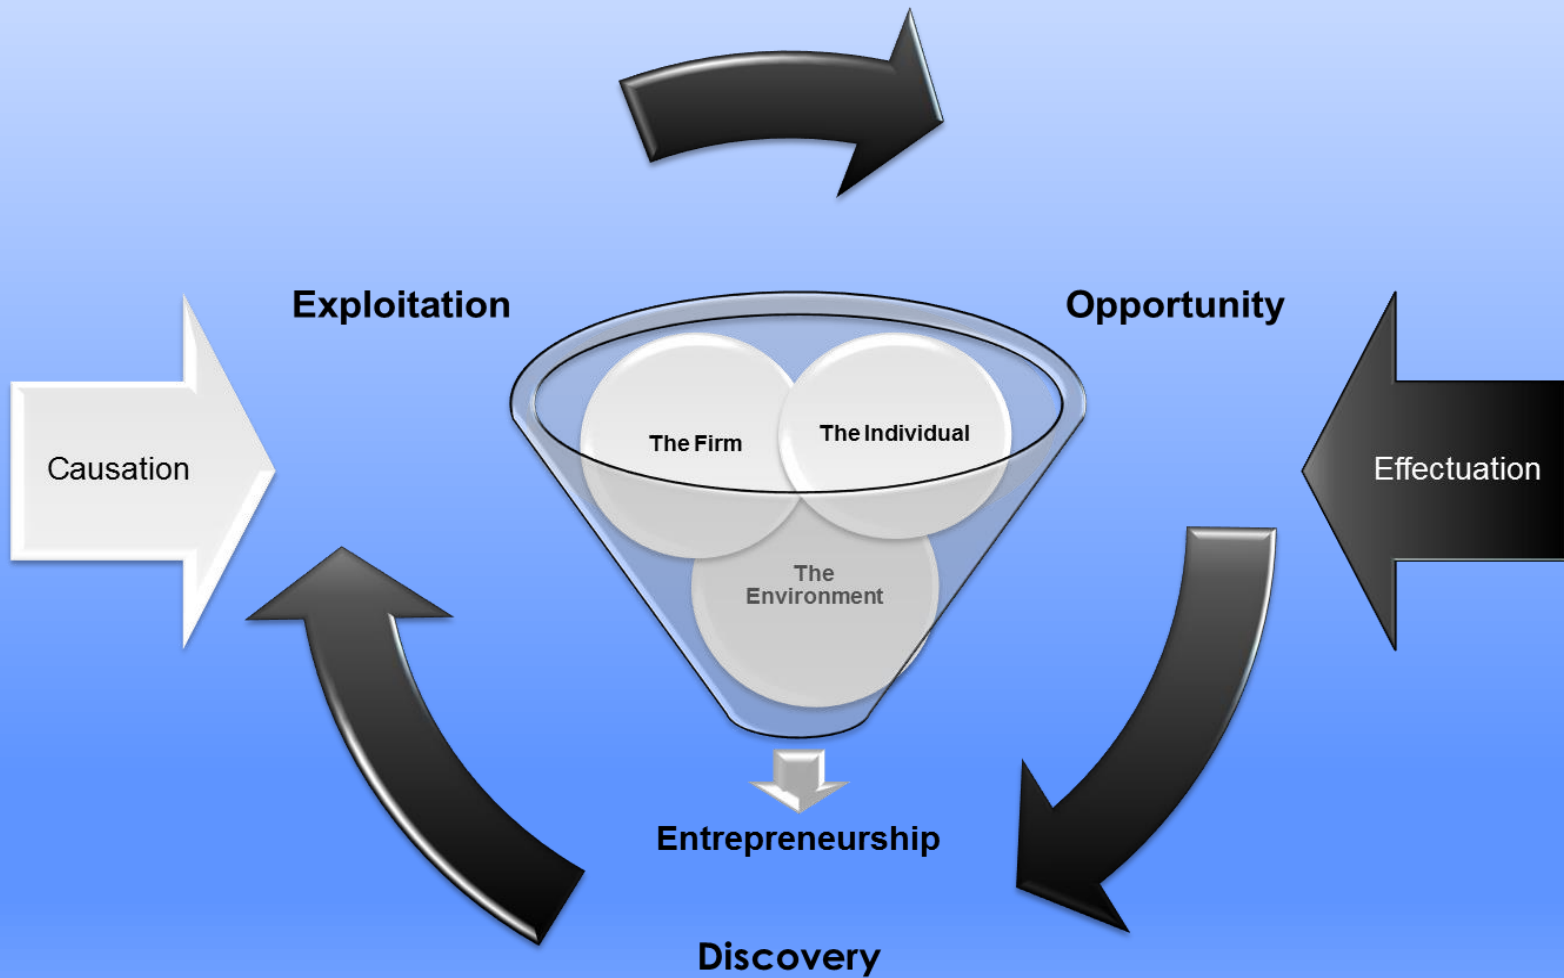 Exploitation
Opportunity
The Firm
The Individual
Causation
Effectuation
The
Environment
Entrepreneurship
Discovery